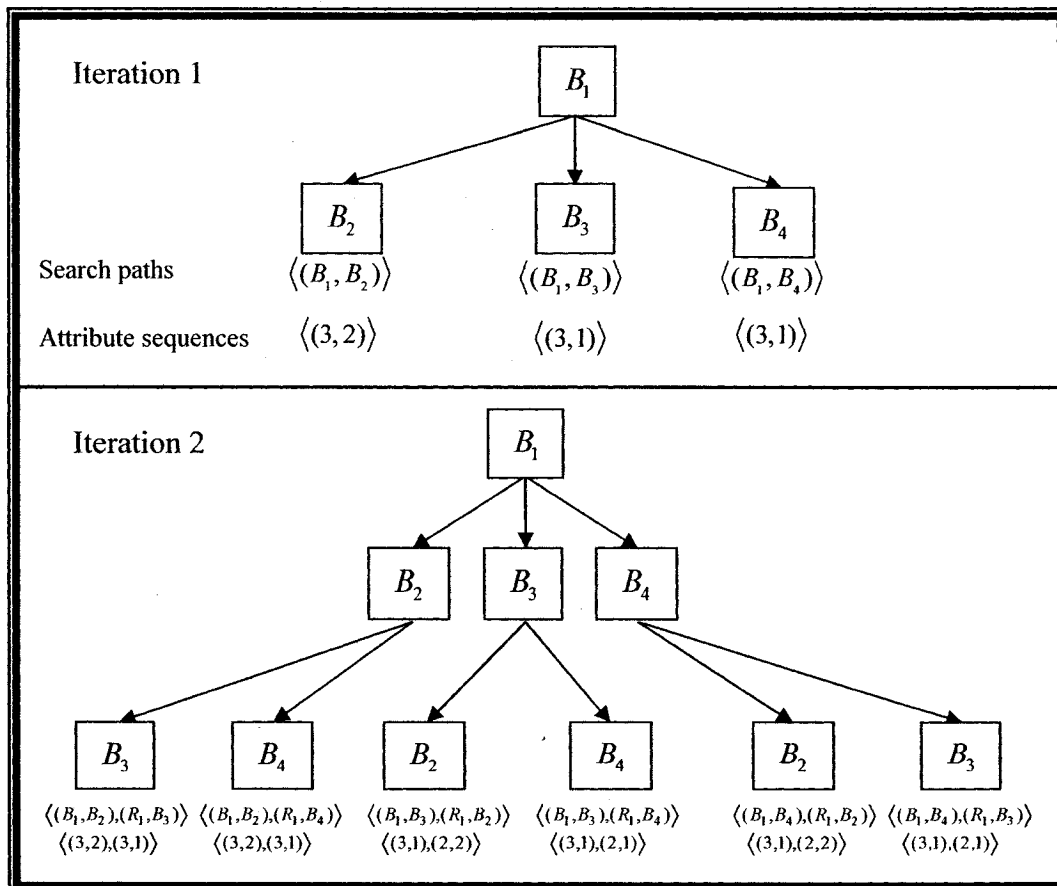 Iteration 1
B₁
B₂ B₃ B₄
Search paths ⟨(B₁, B₂)⟩ ⟨(B₁, B₃)⟩ ⟨(B₁, B₄)⟩
Attribute sequences ⟨(3, 2)⟩ ⟨(3, 1)⟩ ⟨(3, 1)⟩
Iteration 2
B₁
B₂ B₃ B₄
B₃ B₄ B₂ B₄ B₂ B₃
⟨(B₁,B₂),(R₁,B₃)⟩ ⟨(B₁,B₂),(R₁,B₄)⟩ ⟨(B₁,B₃),(R₁,B₂)⟩ ⟨(B₁,B₃),(R₁,B₄)⟩ ⟨(B₁,B₄),(R₁,B₂)⟩ ⟨(B₁,B₄),(R₁,B₃)⟩
⟨(3,2),(3,1)⟩ ⟨(3,2),(3,1)⟩ ⟨(3,1),(2,2)⟩ ⟨(3,1),(2,1)⟩ ⟨(3,1),(2,2)⟩ ⟨(3,1),(2,1)⟩